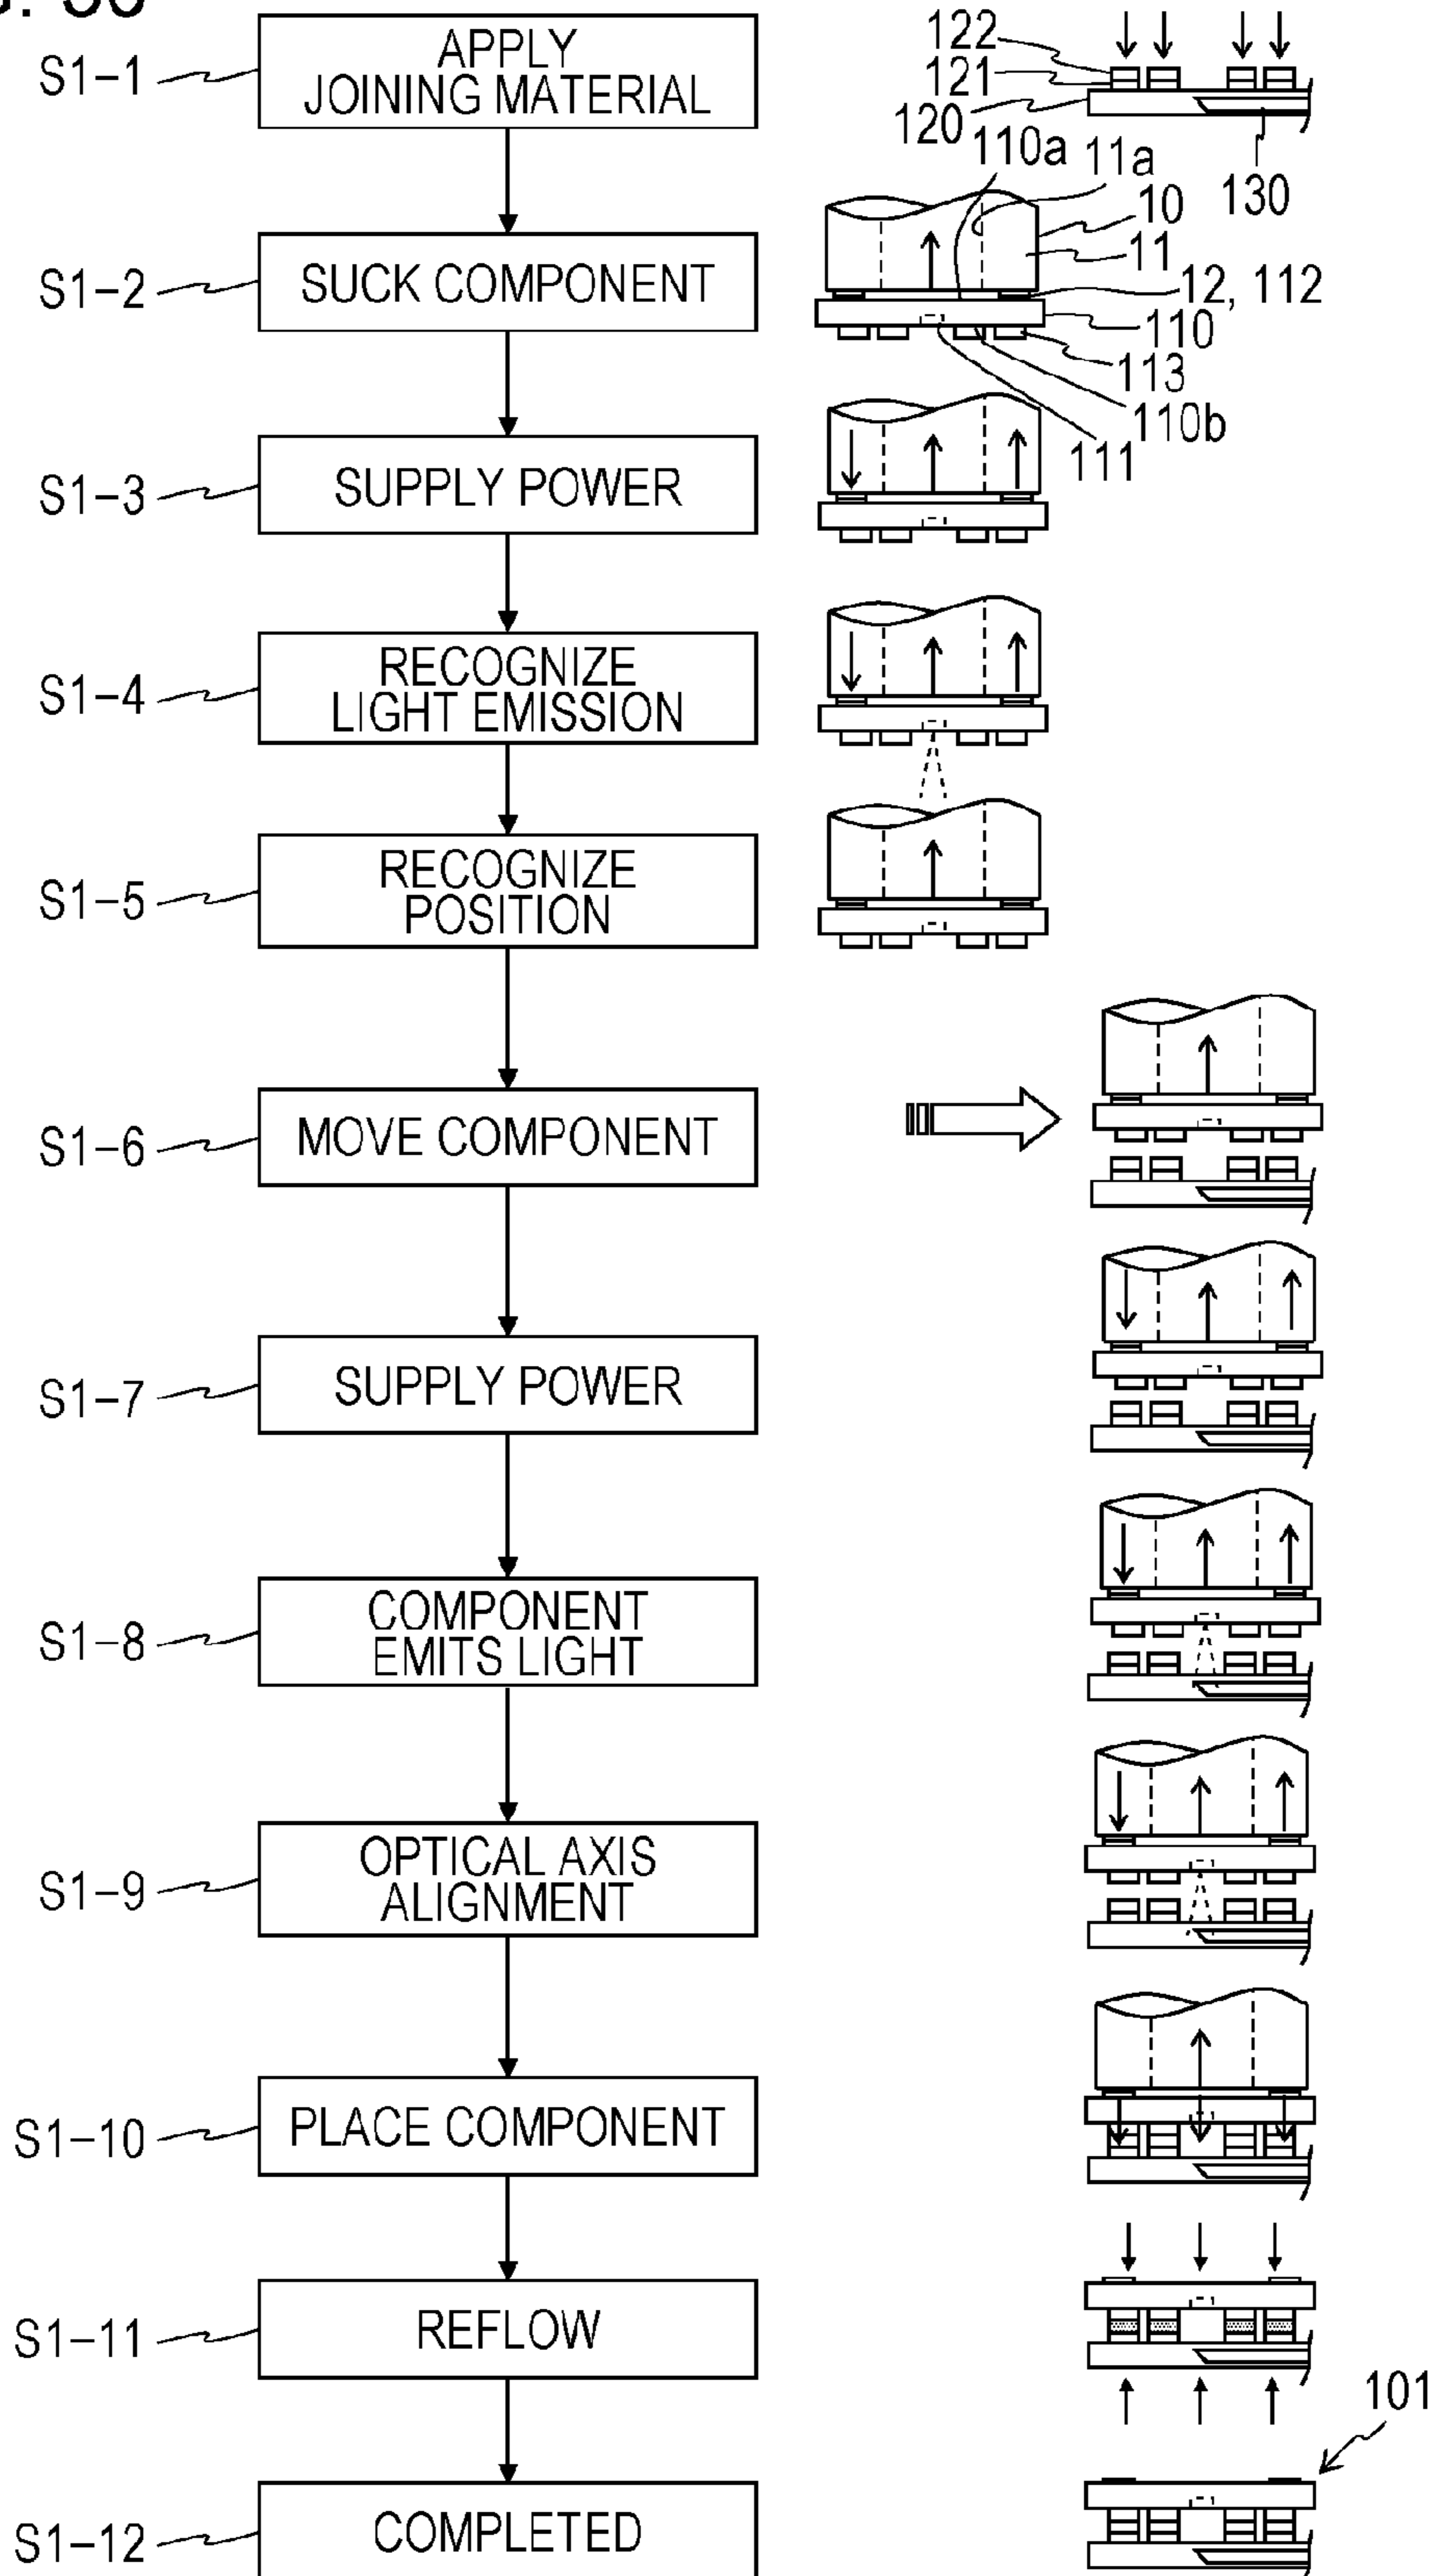 S1-1
APPLY
JOINING MATERIAL
122
121
120
130
S1-2
SUCK COMPONENT
110a
11a
10
11
12, 112
110
113
110b
111
S1-3
SUPPLY POWER
S1-4
RECOGNIZE
LIGHT EMISSION
S1-5
RECOGNIZE
POSITION
S1-6
MOVE COMPONENT
S1-7
SUPPLY POWER
S1-8
COMPONENT
EMITS LIGHT
S1-9
OPTICAL AXIS
ALIGNMENT
S1-10
PLACE COMPONENT
S1-11
REFLOW
101
S1-12
COMPLETED